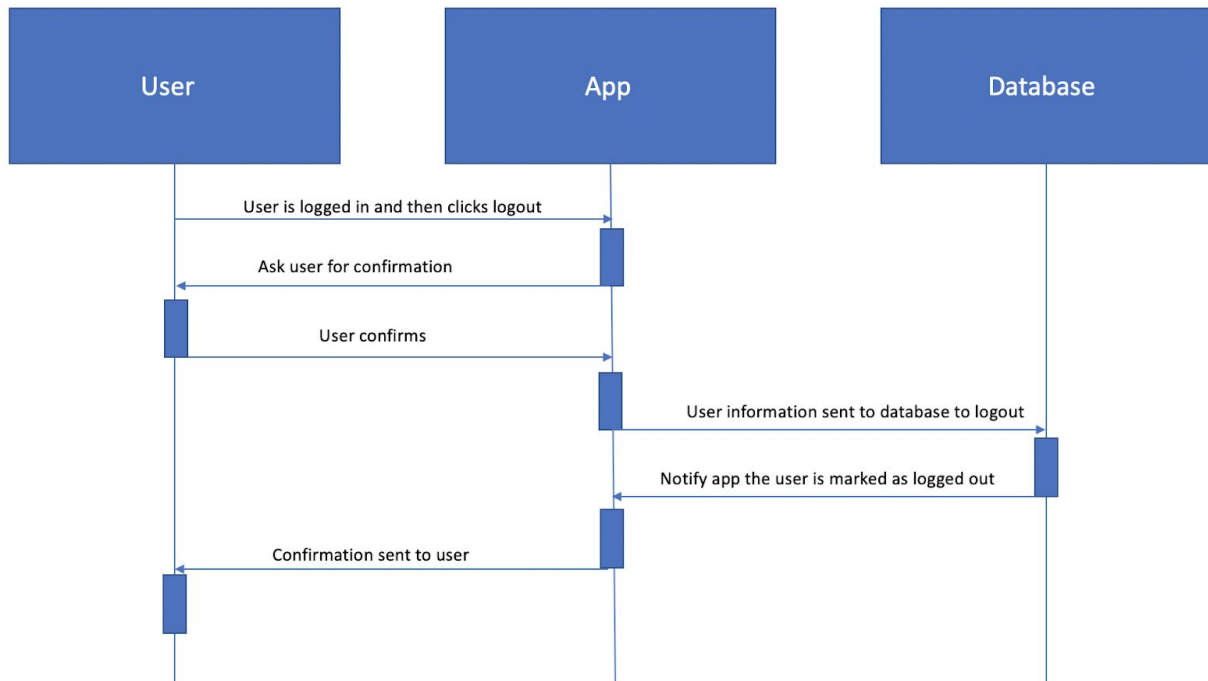 User
App
Database
User is logged in and then clicks logout
Ask user for confirmation
User confirms
User information sent to database to logout
Notify app the user is marked as logged out
Confirmation sent to user